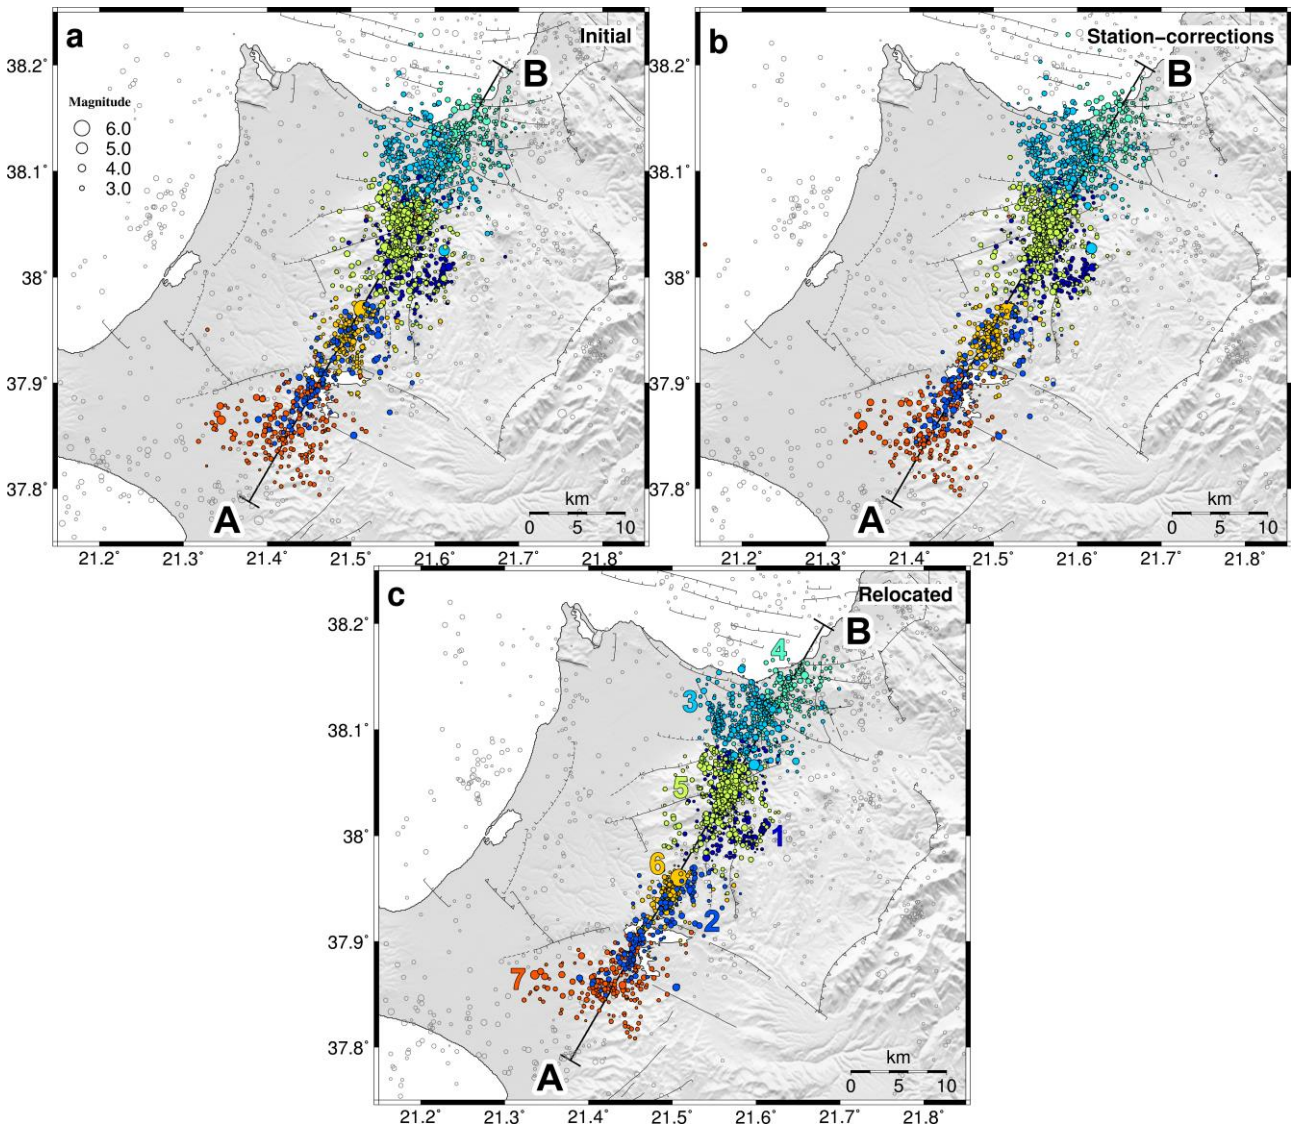 a
Initial
Magnitude
6.0
5.0
4.0
3.0
B
A
km
0 5 10
38.2°
38.1°
38°
37.9°
37.8°
21.2° 21.3° 21.4° 21.5° 21.6° 21.7° 21.8°
b
Station-corrections
B
A
km
0 5 10
38.2°
38.1°
38°
37.9°
37.8°
21.2° 21.3° 21.4° 21.5° 21.6° 21.7° 21.8°
c
Relocated
B
4
3
5
1
6
2
7
A
km
0 5 10
38.2°
38.1°
38°
37.9°
37.8°
21.2° 21.3° 21.4° 21.5° 21.6° 21.7° 21.8°